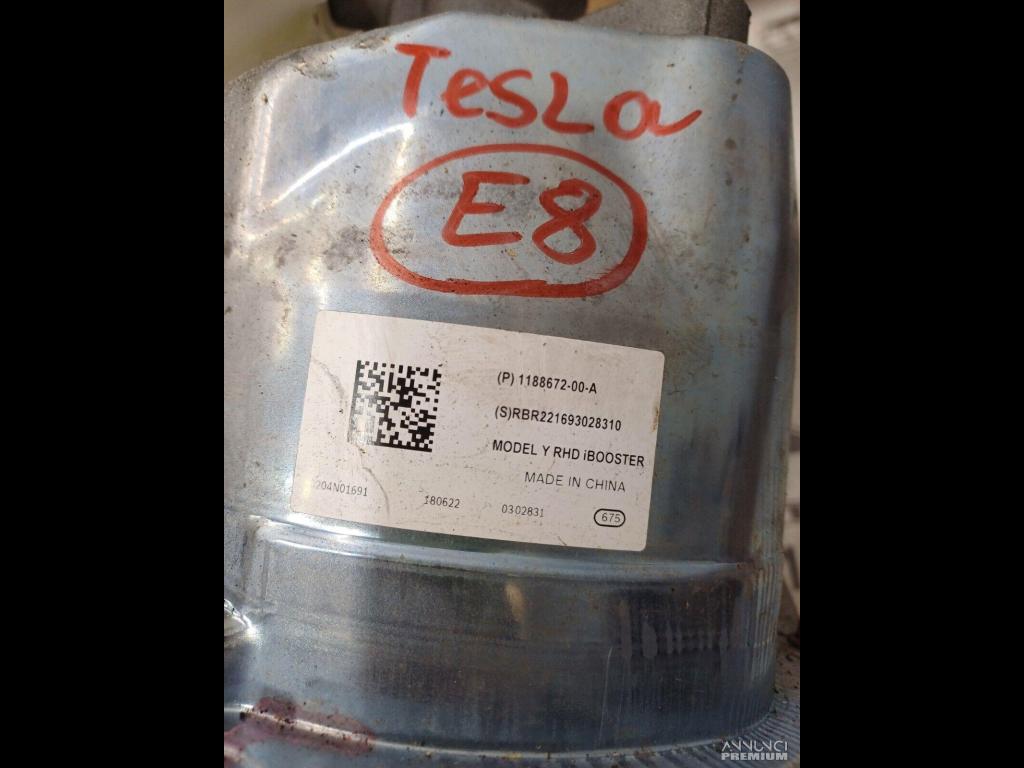 Tesla
E8
(P) 1188672-00-A
(S)RBR221693028310
MODEL Y RHD iBOOSTER
MADE IN CHINA
204N01691 180622 0302831 675
ANNUNCI
PREMIUM